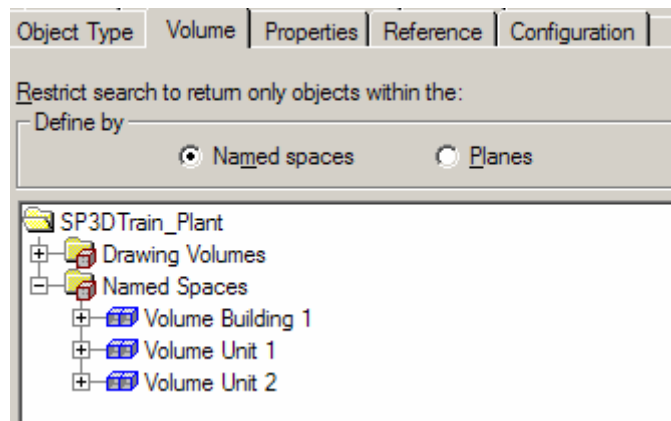 Object Type Volume Properties Reference Configuration
Restrict search to return only objects within the:
Define by
Named spaces Planes
SP3DTrain_Plant
Drawing Volumes
Named Spaces
Volume Building 1
Volume Unit 1
Volume Unit 2